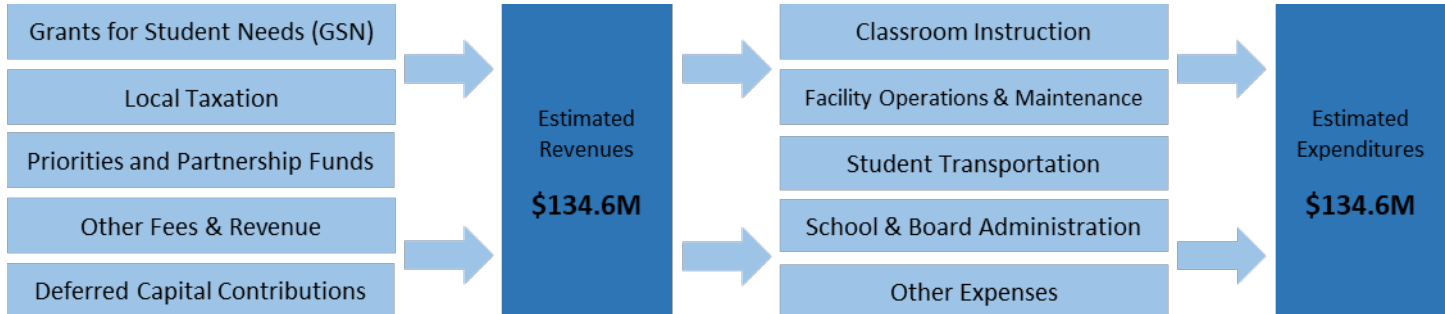 Grants for Student Needs (GSN)
Local Taxation
Priorities and Partnership Funds
Other Fees & Revenue
Deferred Capital Contributions
Estimated
Revenues
$134.6M
Classroom Instruction
Facility Operations & Maintenance
Student Transportation
School & Board Administration
Other Expenses
Estimated
Expenditures
$134.6M